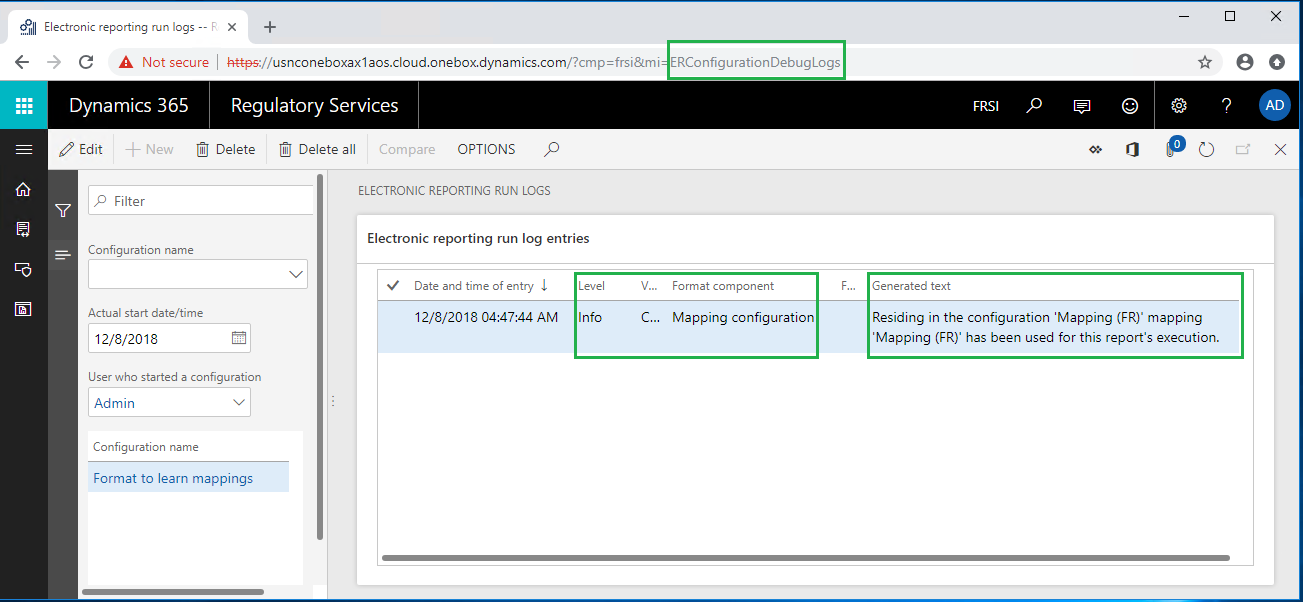 Electronic reporting run logs -- R
Not secure https://usnconeboxax1aos.cloud.onebox.dynamics.com/?cmp=frsi&mi=ERConfigurationDebugLogs
Dynamics 365 Regulatory Services FRSI ? AD
Edit New Delete Delete all Compare OPTIONS 0
Filter
Configuration name
Actual start date/time
12/8/2018
User who started a configuration
Admin
Configuration name
Format to learn mappings
ELECTRONIC REPORTING RUN LOGS
Electronic reporting run log entries
Date and time of entry Level V... Format component F... Generated text
12/8/2018 04:47:44 AM Info C... Mapping configuration Residing in the configuration 'Mapping (FR)' mapping
'Mapping (FR)' has been used for this report's execution.